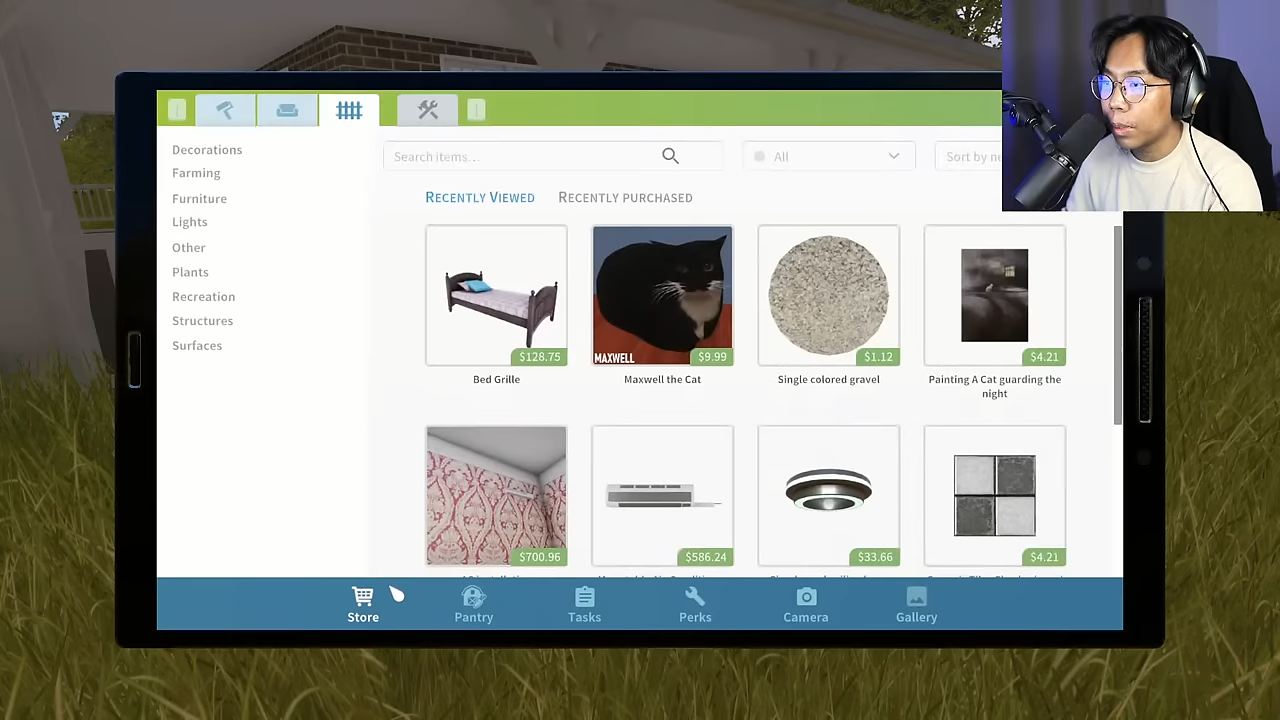 Search items...
All
Sort by ne
Decorations
Farming
Furniture
Lights
Other
Plants
Recreation
Structures
Surfaces
RECENTLY VIEWED
RECENTLY PURCHASED
$128.75
Bed Grille
MAXWELL
$9.99
Maxwell the Cat
$1.12
Single colored gravel
$4.21
Painting A Cat guarding the
night
$700.96
$586.24
$33.66
$4.21
Store
Pantry
Tasks
Perks
Camera
Gallery